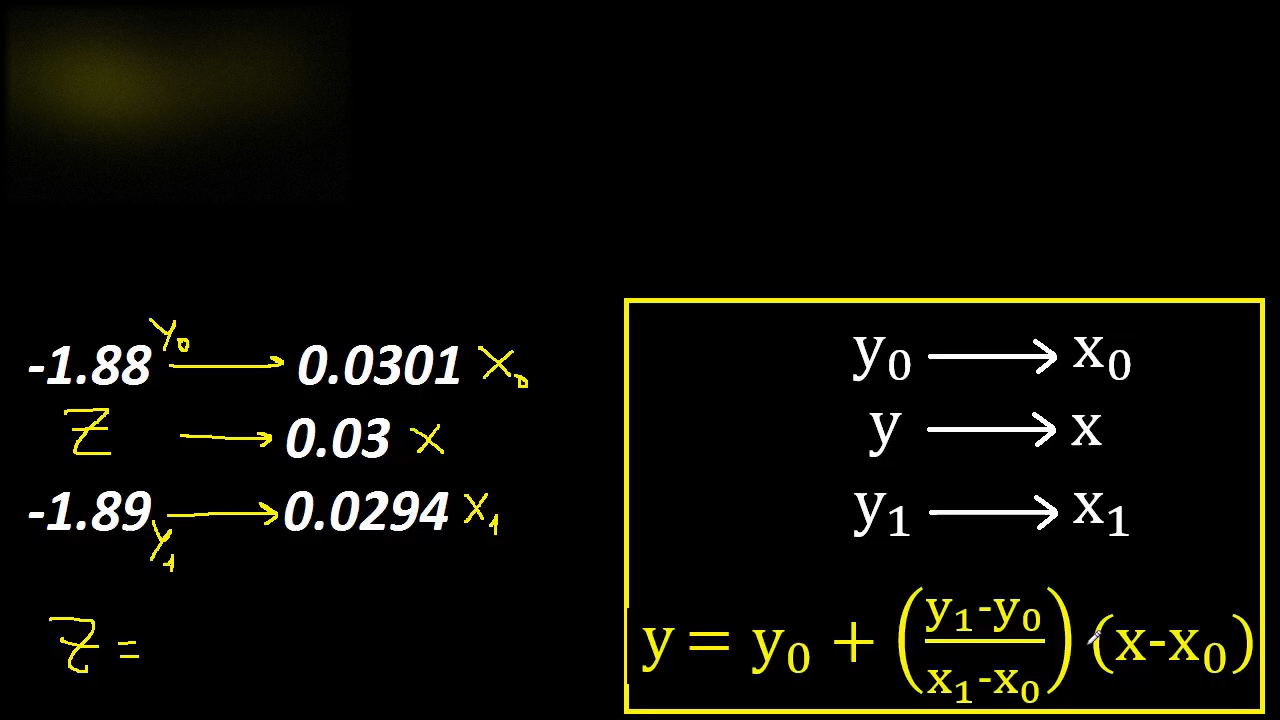 -1.88 y₀ → 0.0301 x₀
Z → 0.03 x
-1.89 y₁ → 0.0294 x₁
Z =
y₀ → x₀
y → x
y₁ → x₁
y = y₀ + (y₁-y₀ / x₁-x₀) (x-x₀)